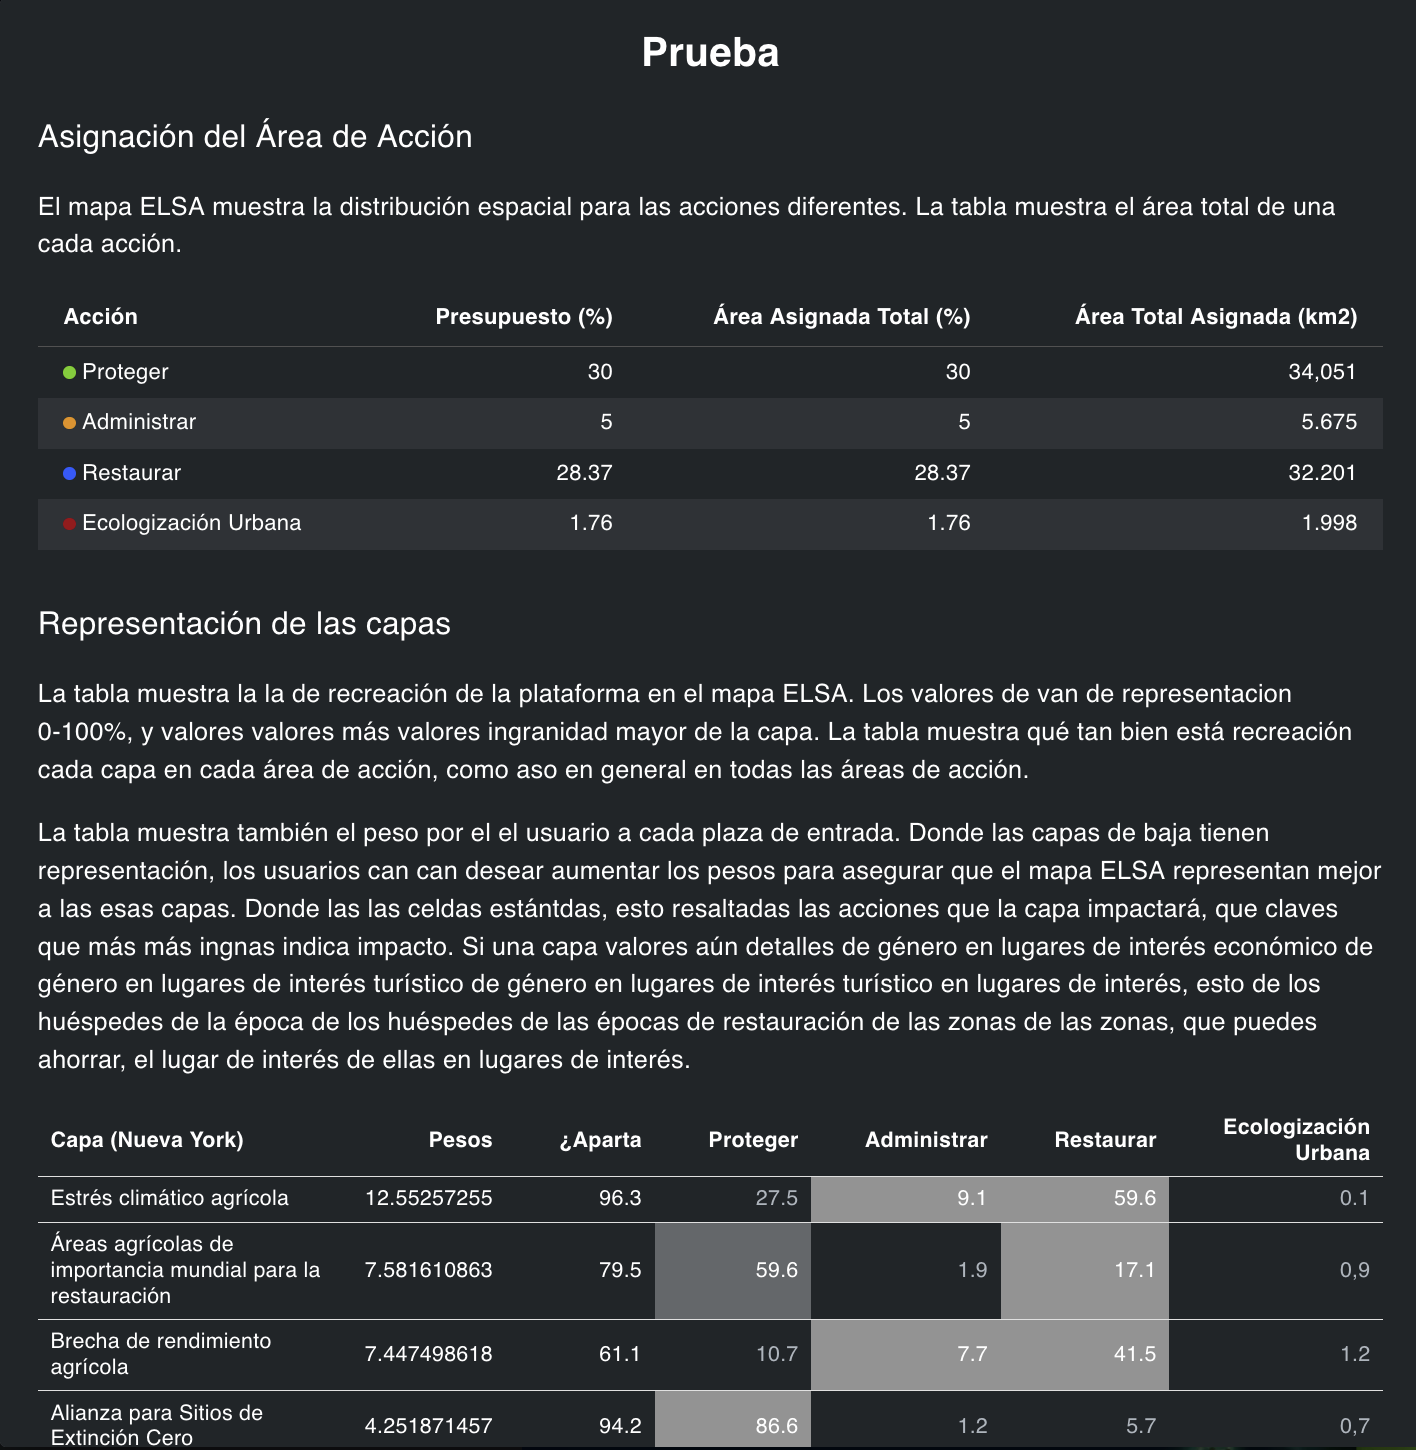 Prueba
Asignación del Área de Acción
El mapa ELSA muestra la distribución espacial para las acciones diferentes. La tabla muestra el área total de una
cada acción.
Acción Presupuesto (%) Área Asignada Total (%) Área Total Asignada (km2)
Proteger 30 30 34,051
Administrar 5 5 5.675
Restaurar 28.37 28.37 32.201
Ecologización Urbana 1.76 1.76 1.998
Representación de las capas
La tabla muestra la la de recreación de la plataforma en el mapa ELSA. Los valores de van de representacion
0-100%, y valores valores más valores ingranidad mayor de la capa. La tabla muestra qué tan bien está recreación
cada capa en cada área de acción, como aso en general en todas las áreas de acción.
La tabla muestra también el peso por el el usuario a cada plaza de entrada. Donde las capas de baja tienen
representación, los usuarios can can desear aumentar los pesos para asegurar que el mapa ELSA representan mejor
a las esas capas. Donde las las celdas estántdas, esto resaltadas las acciones que la capa impactará, que claves
que más más ingnas indica impacto. Si una capa valores aún detalles de género en lugares de interés económico de
género en lugares de interés turístico de género en lugares de interés turístico en lugares de interés, esto de los
huéspedes de la época de los huéspedes de las épocas de restauración de las zonas de las zonas, que puedes
ahorrar, el lugar de interés de ellas en lugares de interés.
Capa (Nueva York) Pesos ¿Aparta Proteger Administrar Restaurar Ecologización
Urbana
Estrés climático agrícola 12.55257255 96.3 27.5 9.1 59.6 0.1
Áreas agrícolas de
importancia mundial para la 7.581610863 79.5 59.6 1.9 17.1 0,9
restauración
Brecha de rendimiento
agrícola 7.447498618 61.1 10.7 7.7 41.5 1.2
Alianza para Sitios de
Extinción Cero 4.251871457 94.2 86.6 1.2 5.7 0,7